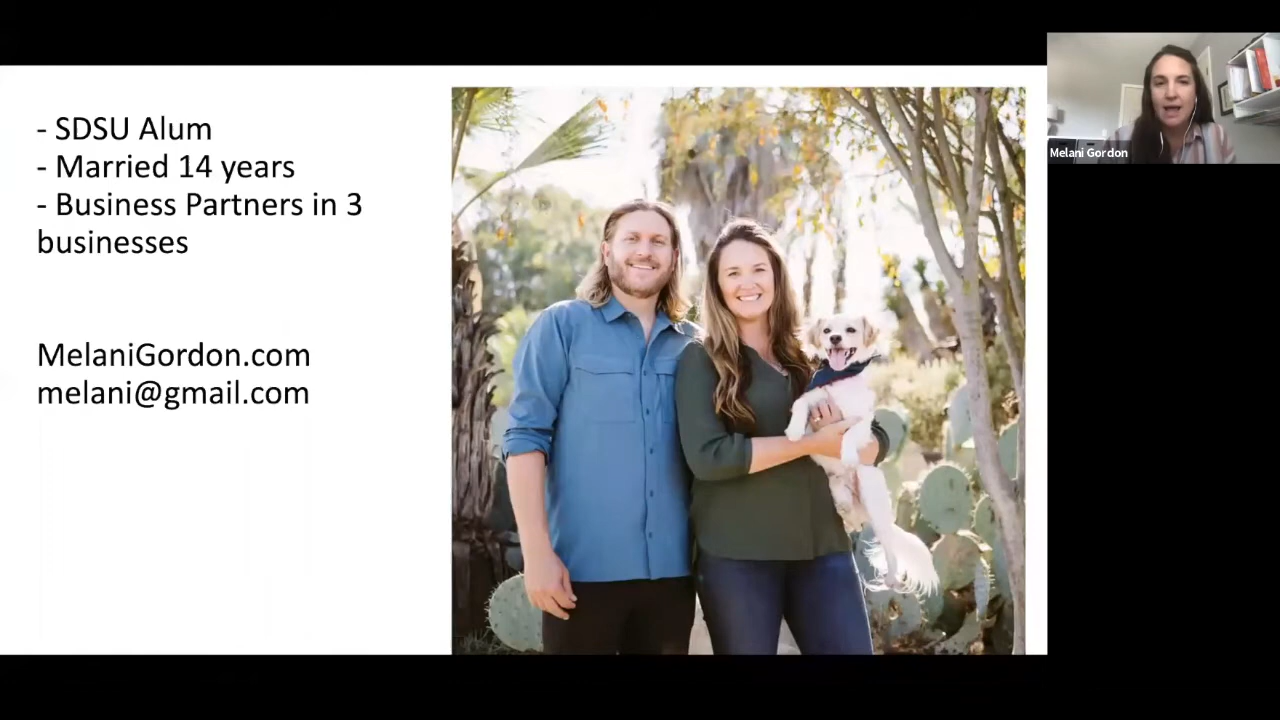 - SDSU Alum
- Married 14 years
- Business Partners in 3
businesses
MelaniGordon.com
melani@gmail.com
Melani Gordon